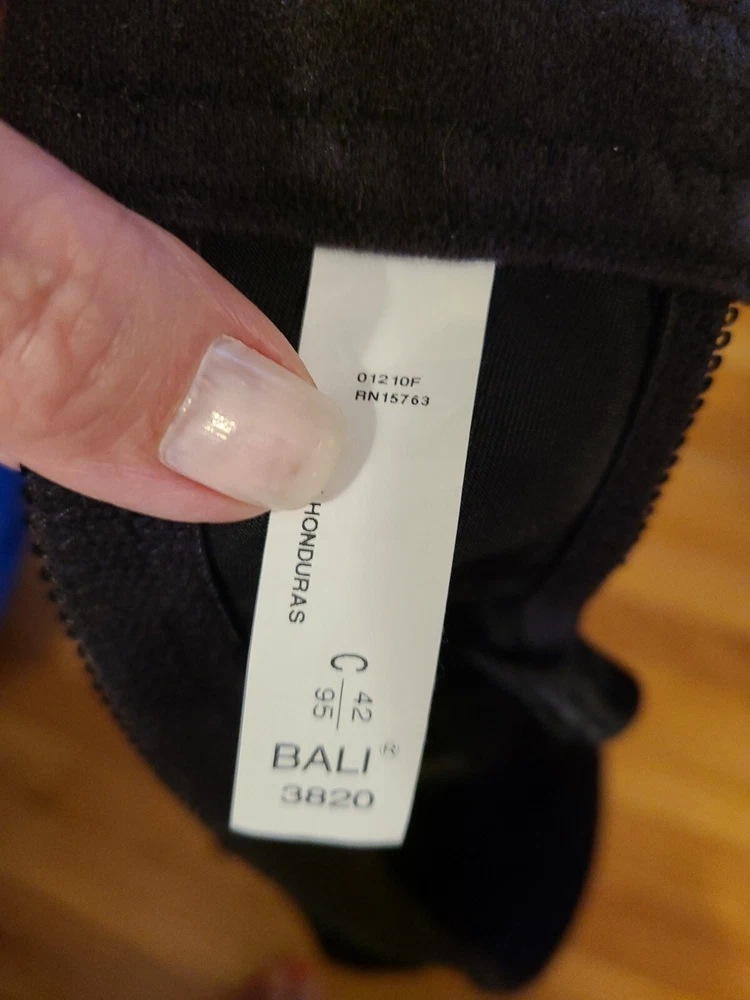 01210F
RN15763
HONDURAS
C 42
95
BALI®
3820